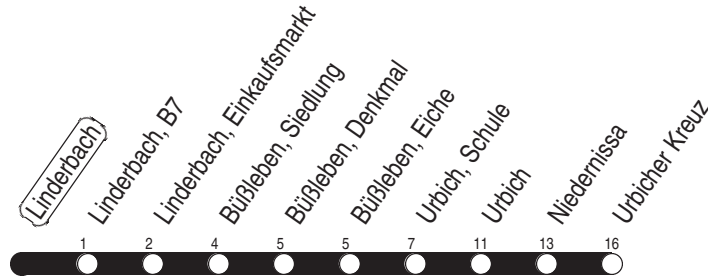 Linderbach
Linderbach, B7
Linderbach, Einkaufsmarkt
Büßleben, Siedlung
Büßleben, Denkmal
Büßleben, Eiche
Urbich, Schule
Urbich
Niedernissa
Urbicher Kreuz
1 2 4 5 5 7 11 13 16